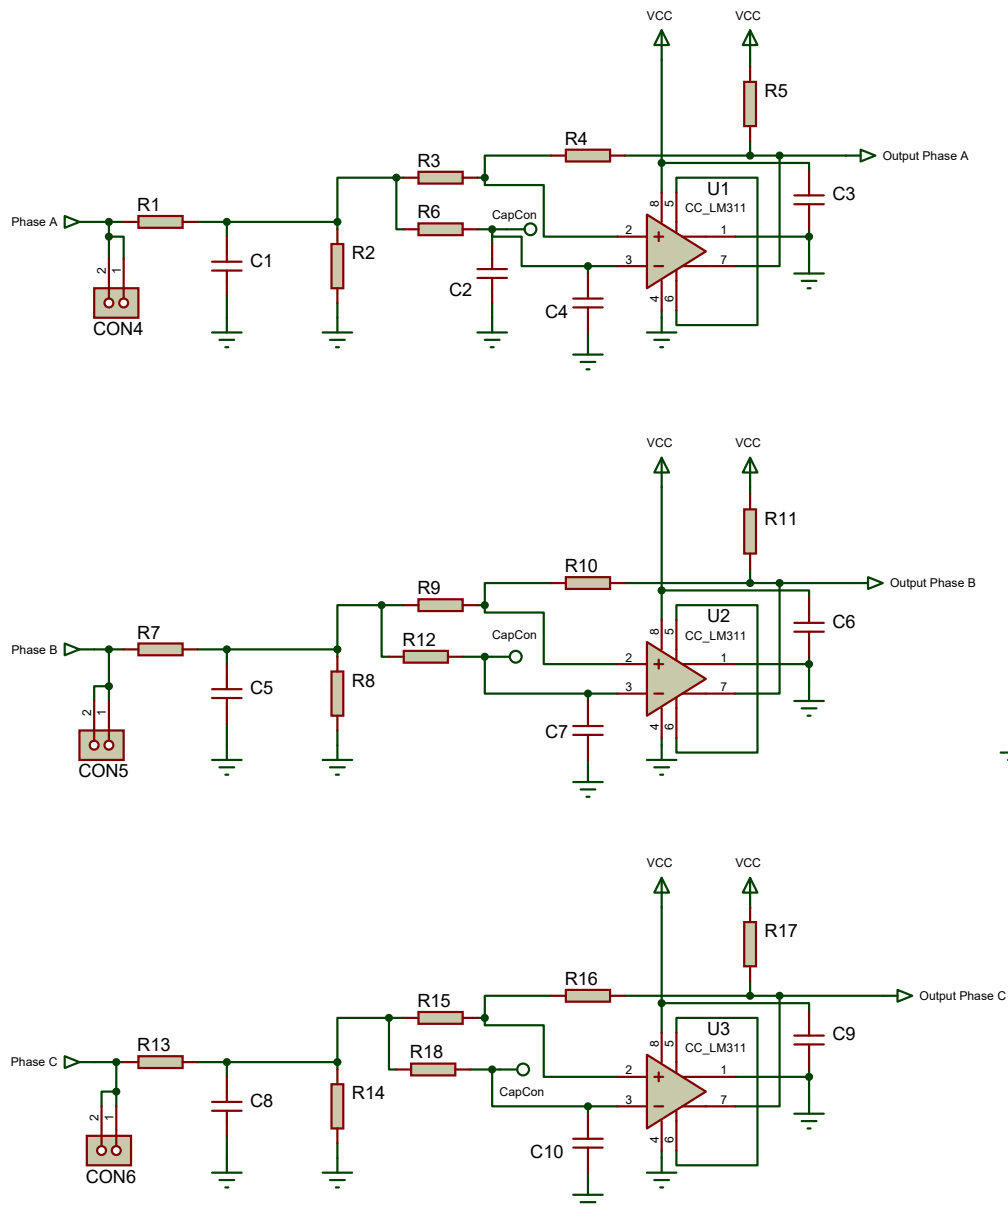 VCC
VCC
R5
R4
Output Phase A
R3
U1
CC_LM311
C3
8
5
Phase A
R1
R6
CapCon
2
1
3
7
R2
C1
C2
C4
4
6
2
1
CON4
VCC
VCC
R11
R10
Output Phase B
R9
U2
CC_LM311
C6
8
5
Phase B
R7
R12
CapCon
2
1
3
7
R8
C5
C7
4
6
2
1
CON5
VCC
VCC
R17
R16
Output Phase C
R15
U3
CC_LM311
C9
8
5
Phase C
R13
R18
CapCon
2
1
3
7
R14
C8
C10
4
6
2
1
CON6